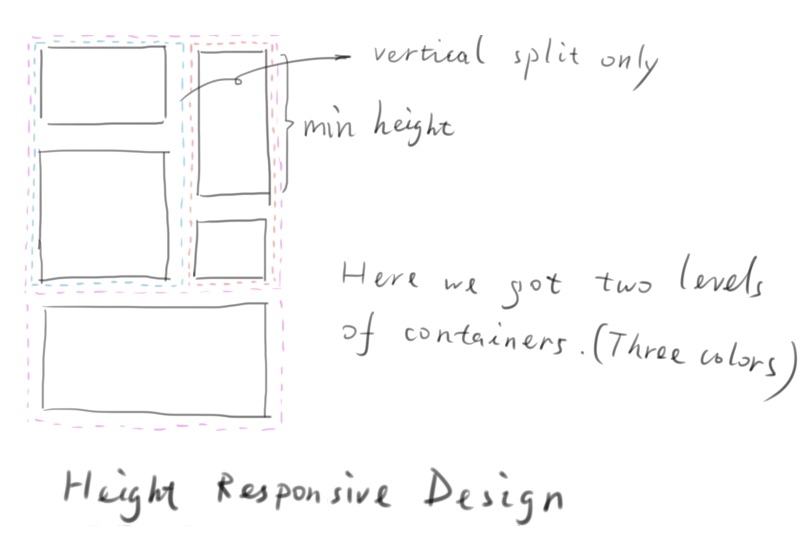 vertical split only
min height
Here we got two levels
of containers. (Three colors)
Height Responsive Design